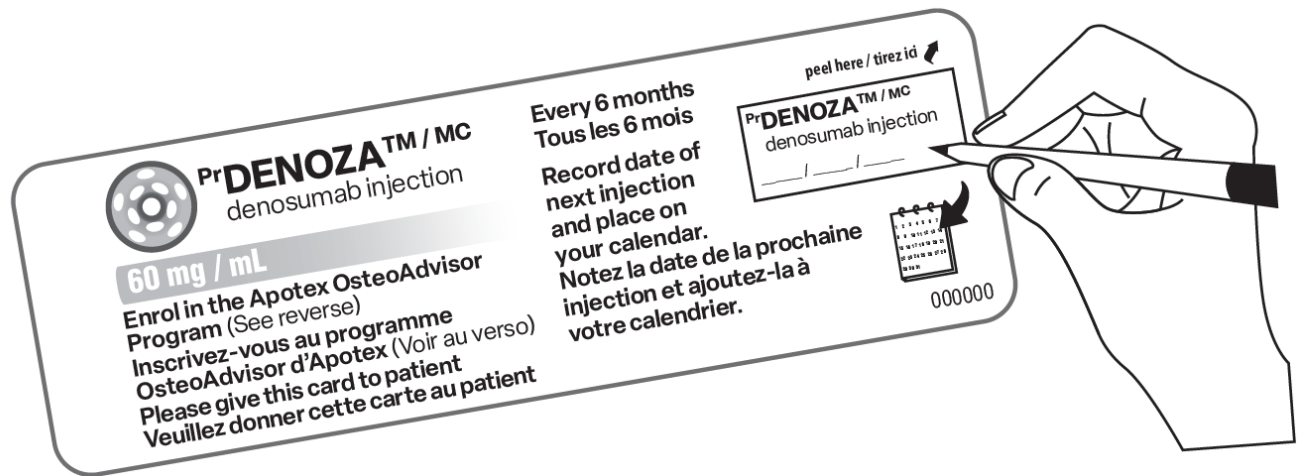 PrDENOZA™ / MC
denosumab injection
60 mg / mL
Enrol in the Apotex OsteoAdvisor
Program (See reverse)
Inscrivez-vous au programme
OsteoAdvisor d'Apotex (Voir au verso)
Please give this card to patient
Veuillez donner cette carte au patient
Every 6 months
Tous les 6 mois
Record date of
next injection
and place on
your calendar.
Notez la date de la prochaine
injection et ajoutez-la à
votre calendrier.
peel here / tirez ici
PrDENOZA™ / MC
denosumab injection
____ / ____ / ____
000000